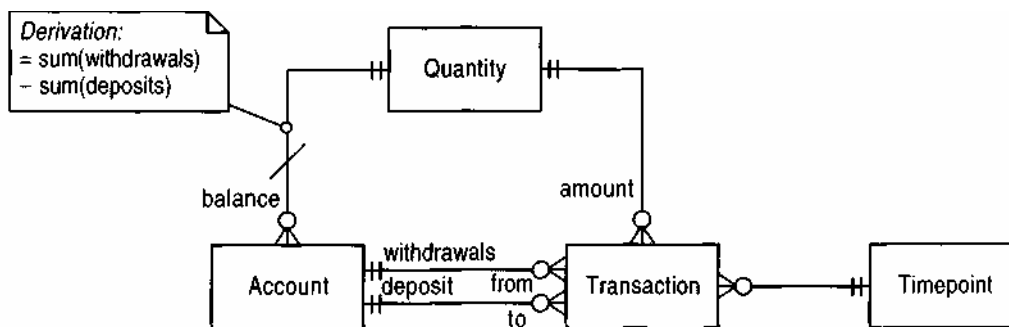 Derivation:
= sum(withdrawals)
– sum(deposits)
Quantity
balance
amount
Account
withdrawals
deposit
from
to
Transaction
Timepoint